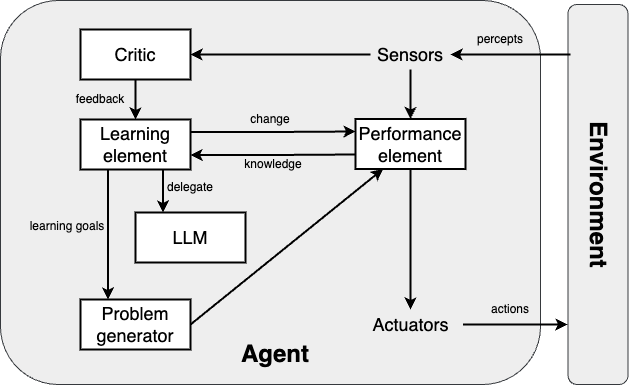 percepts
Critic
Sensors
feedback
change
Learning
element
Performance
element
knowledge
delegate
learning goals
LLM
Environment
Problem
generator
actions
Actuators
Agent